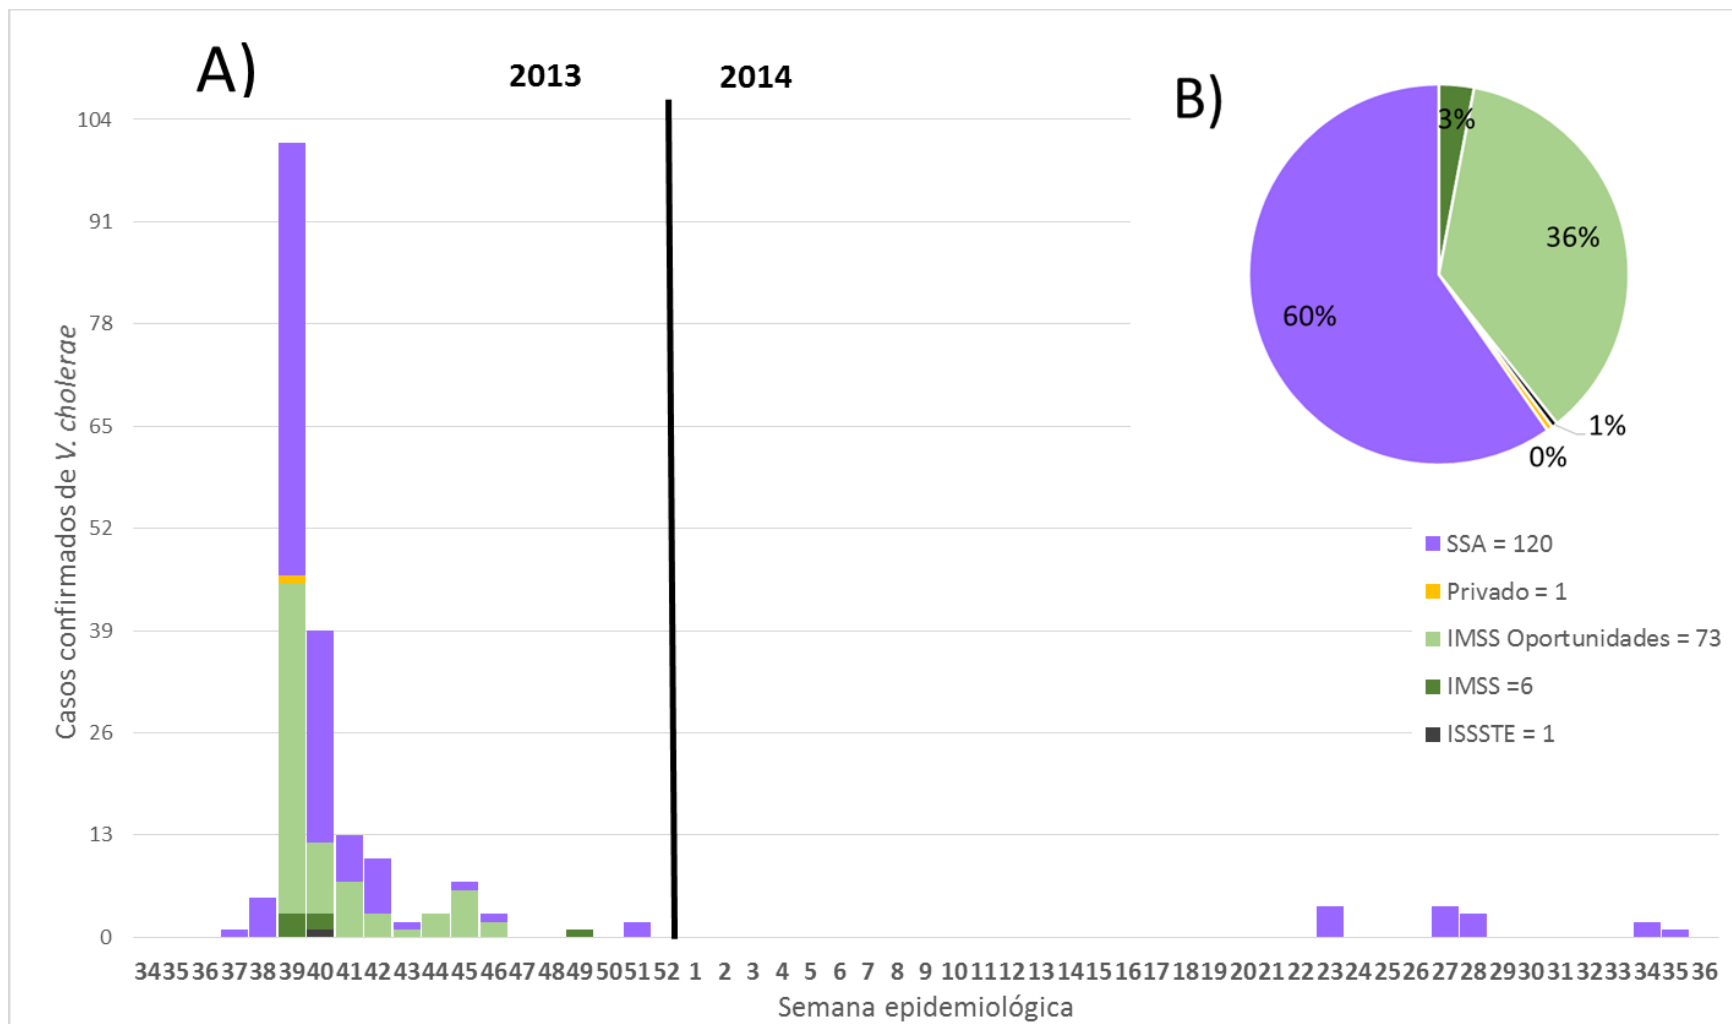 A)
2013
2014
B)
104
91
78
65
52
39
26
13
0
Casos confirmados de V. cholerae
34 35 36 37 38 39 40 41 42 43 44 45 46 47 48 49 50 51 52 1 2 3 4 5 6 7 8 9 10 11 12 13 14 15 16 17 18 19 20 21 22 23 24 25 26 27 28 29 30 31 32 33 34 35 36
Semana epidemiológica
3%
36%
60%
1%
0%
SSA = 120
Privado = 1
IMSS Oportunidades = 73
IMSS =6
ISSSTE = 1